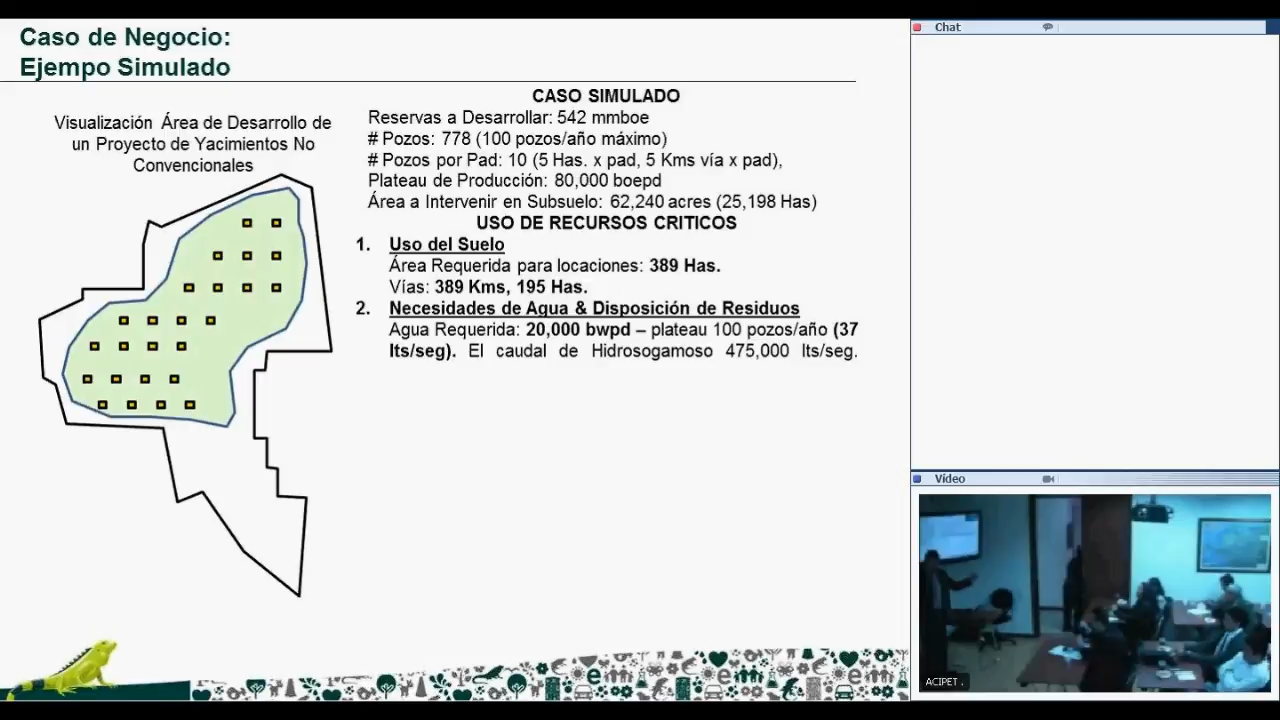 Caso de Negocio:
Ejempo Simulado
Visualización Área de Desarrollo de
un Proyecto de Yacimientos No
Convencionales
CASO SIMULADO
Reservas a Desarrollar: 542 mmboe
# Pozos: 778 (100 pozos/año máximo)
# Pozos por Pad: 10 (5 Has. x pad, 5 Kms vía x pad),
Plateau de Producción: 80,000 boepd
Área a Intervenir en Subsuelo: 62,240 acres (25,198 Has)
USO DE RECURSOS CRITICOS
1. Uso del Suelo
Área Requerida para locaciones: 389 Has.
Vías: 389 Kms, 195 Has.
2. Necesidades de Agua & Disposición de Residuos
Agua Requerida: 20,000 bwpd – plateau 100 pozos/año (37
lts/seg). El caudal de Hidrosogamoso 475,000 lts/seg.
Chat
Vídeo
ACIPET .